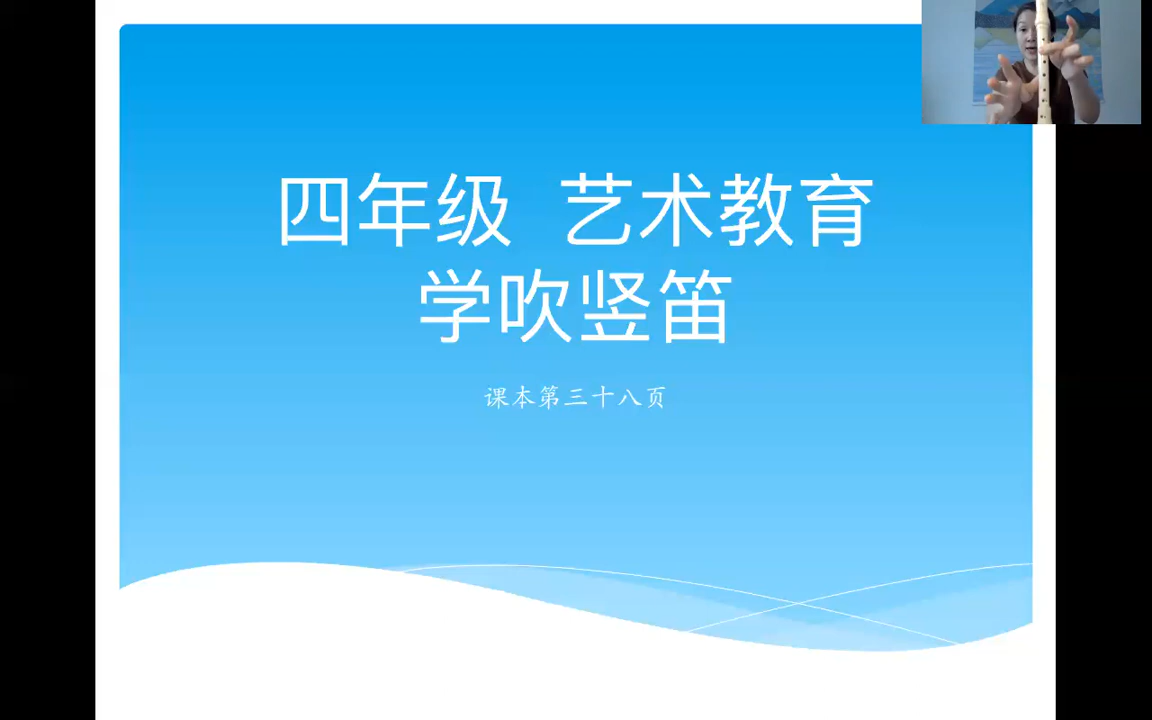 四年级 艺术教育
学吹竖笛
课本第三十八页